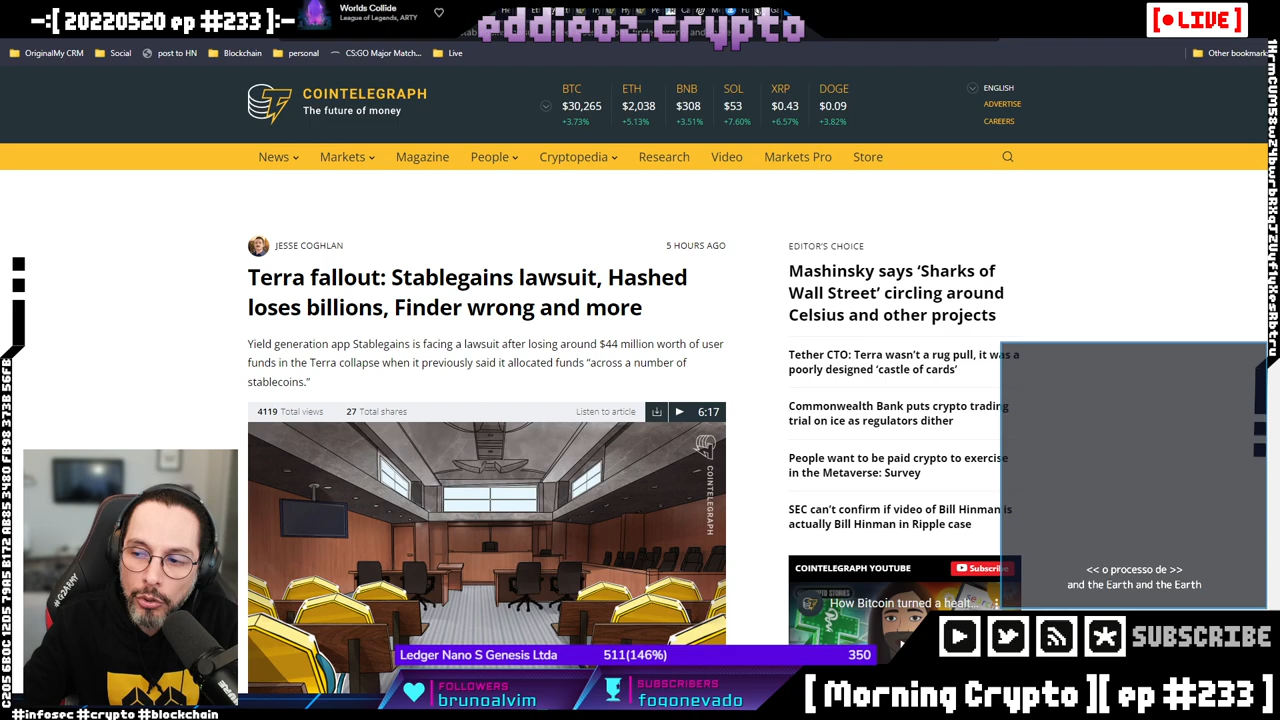 -:[ 20220520 ep #233 ]:-
Worlds Collide
League of Legends, ARTY
eddieoz.crypto
[ • LIVE ]
OriginalMy CRM
Social
post to HN
Blockchain
personal
CS:GO Major Match...
Live
Other bookmark
COINTELEGRAPH
The future of money
BTC ETH BNB SOL XRP DOGE
$30,265 $2,038 $308 $53 $0.43 $0.09
+3.73% +5.13% +3.51% +7.60% +6.57% +3.82%
ENGLISH
ADVERTISE
CAREERS
News Markets Magazine People Cryptopedia Research Video Markets Pro Store
JESSE COGHLAN
5 HOURS AGO
Terra fallout: Stablegains lawsuit, Hashed
loses billions, Finder wrong and more
Yield generation app Stablegains is facing a lawsuit after losing around $44 million worth of user
funds in the Terra collapse when it previously said it allocated funds “across a number of
stablecoins.”
4119 Total views 27 Total shares Listen to article 6:17
COINTELEGRAPH
EDITOR’S CHOICE
Mashinsky says ‘Sharks of
Wall Street’ circling around
Celsius and other projects
Tether CTO: Terra wasn’t a rug pull, it was a
poorly designed ‘castle of cards’
Commonwealth Bank puts crypto trading
trial on ice as regulators dither
People want to be paid crypto to exercise
in the Metaverse: Survey
SEC can’t confirm if video of Bill Hinman is
actually Bill Hinman in Ripple case
COINTELEGRAPH YOUTUBE
Subscribe
How Bitcoin turned a healt...
<< o processo de >>
and the Earth and the Earth
SUBSCRIBE
Ledger Nano S Genesis Ltda 511(146%) 350
FOLLOWERS
brunoalvim
SUBSCRIBERS
fogonevado
[ Morning Crypto ][ ep #233 ]
#infosec #crypto #blockchain